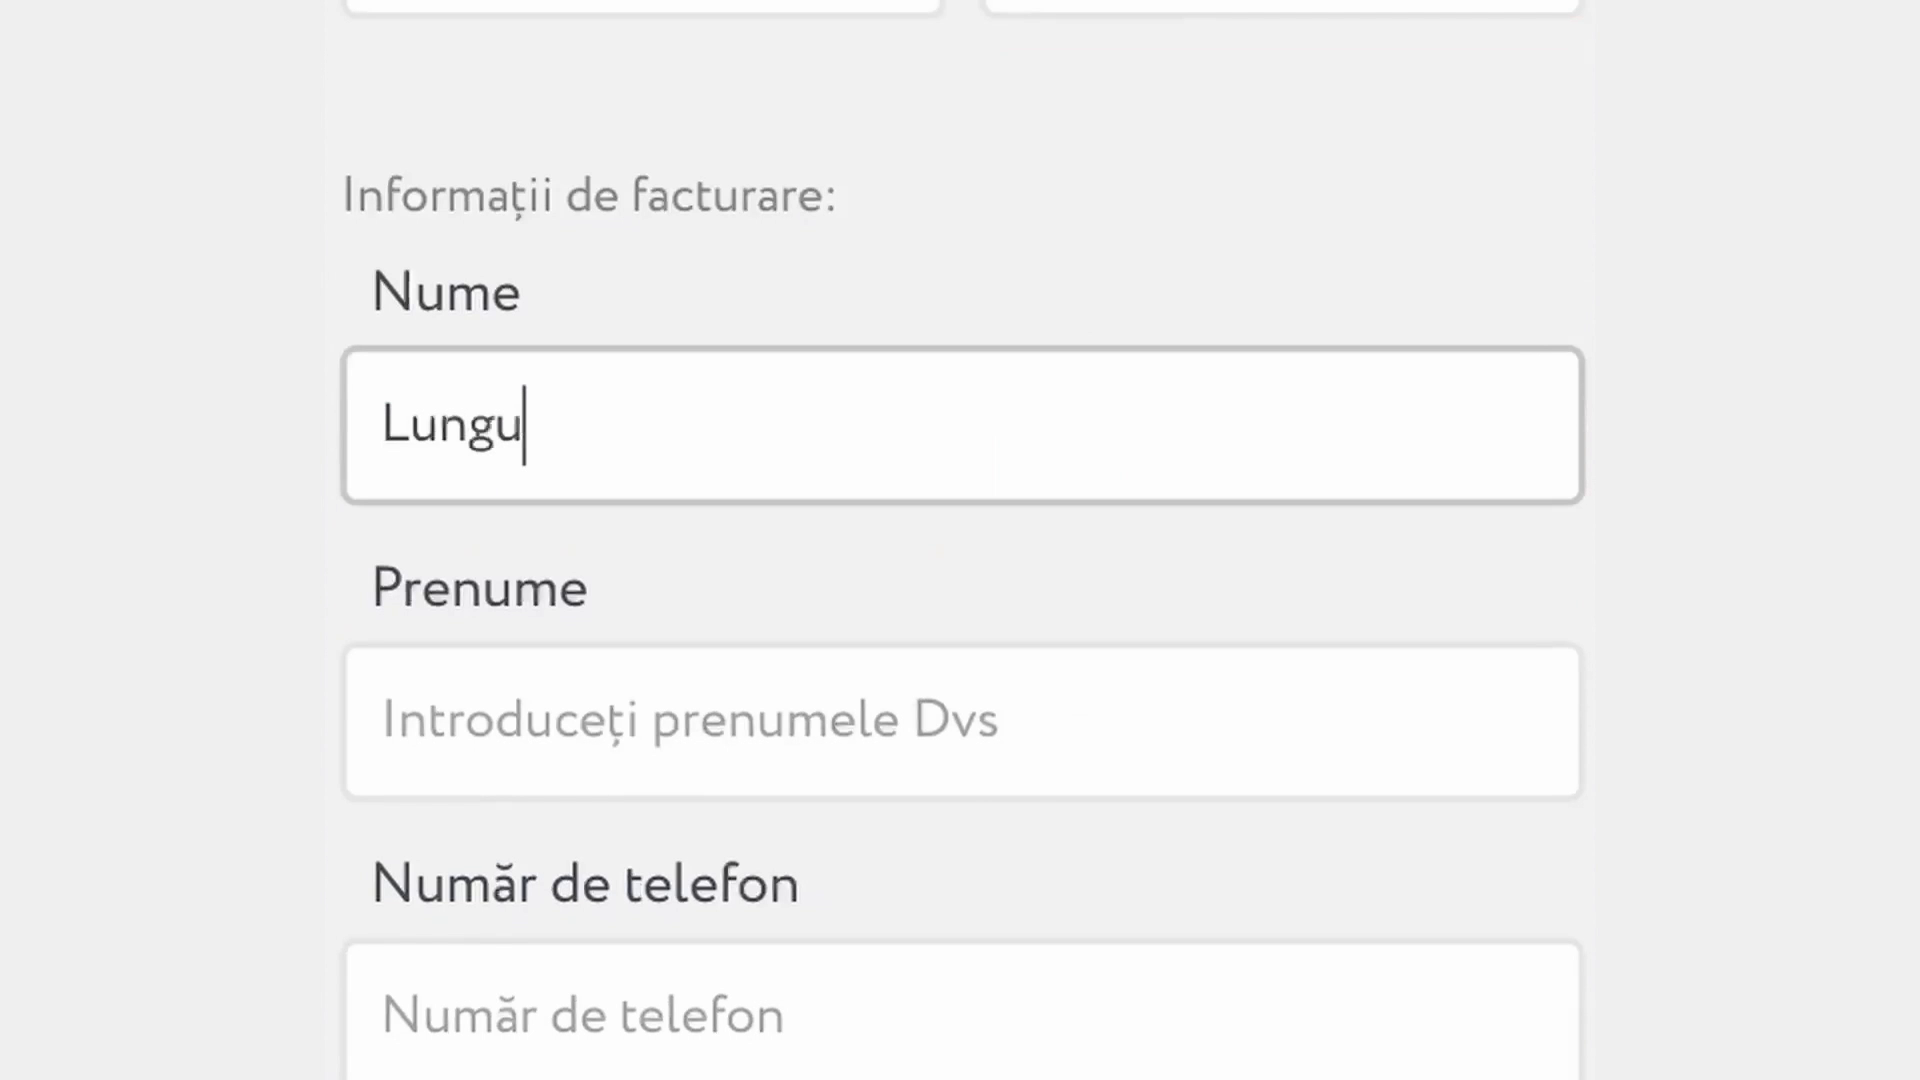 Informații de facturare:
Nume
Lungu
Prenume
Introduceți prenumele Dvs
Număr de telefon
Număr de telefon